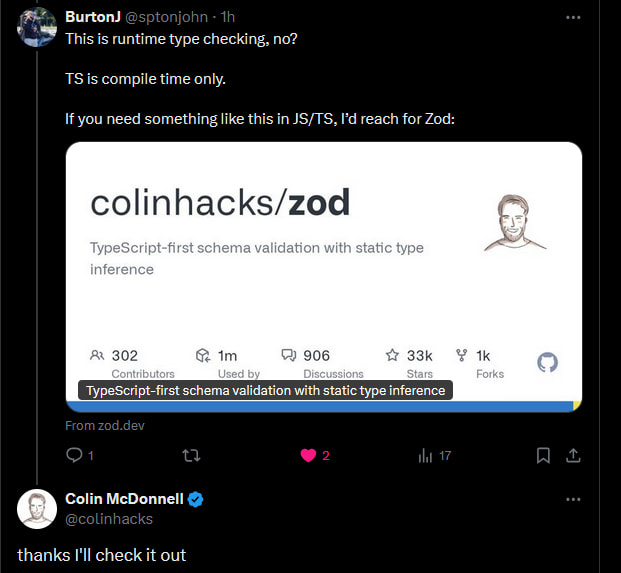 BurtonJ @sptonjohn · 1h
This is runtime type checking, no?
TS is compile time only.
If you need something like this in JS/TS, I’d reach for Zod:
colinhacks/zod
TypeScript-first schema validation with static type
inference
302 1m 906 33k 1k
Contributors Used by Discussions Stars Forks
TypeScript-first schema validation with static type inference
From zod.dev
1 2 17
Colin McDonnell
@colinhacks
thanks I'll check it out